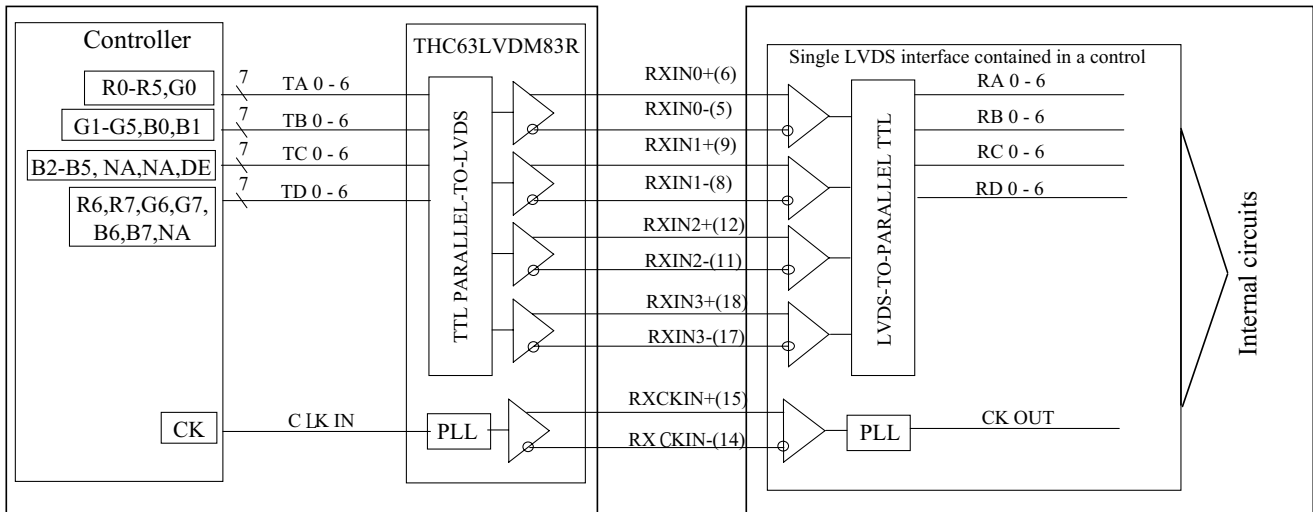 Controller
R0-R5,G0
G1-G5,B0,B1
B2-B5, NA,NA,DE
R6,R7,G6,G7,
B6,B7,NA
CK
7
TA 0 - 6
7
TB 0 - 6
7
TC 0 - 6
7
TD 0 - 6
CLK IN
THC63LVDM83R
TTL PARALLEL-TO-LVDS
PLL
RXIN0+(6)
RXIN0-(5)
RXIN1+(9)
RXIN1-(8)
RXIN2+(12)
RXIN2-(11)
RXIN3+(18)
RXIN3-(17)
RXCKIN+(15)
RXCKIN-(14)
Single LVDS interface contained in a control
LVDS-TO-PARALLEL TTL
PLL
RA 0 - 6
RB 0 - 6
RC 0 - 6
RD 0 - 6
CK OUT
Internal circuits